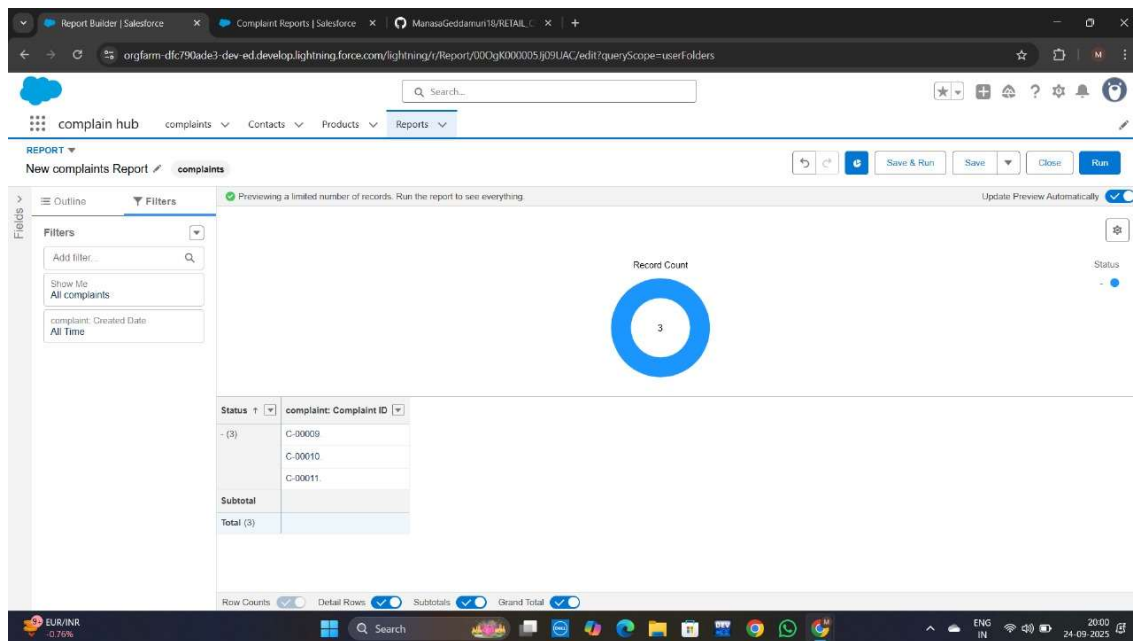 Report Builder | Salesforce
Complaint Reports | Salesforce
ManasaGeddamuri18/RETAIL_C
orgfarm-dfc790ade3-dev-ed.develop.lightning.force.com/lightning/r/Report/00OgK000005Jj09UAC/edit?queryScope=userFolders
M
Search...
complain hub
complaints
Contacts
Products
Reports
REPORT
New complaints Report
complaints
Save & Run
Save
Close
Run
Fields
Outline
Filters
Previewing a limited number of records. Run the report to see everything.
Update Preview Automatically
Filters
Add filter...
Show Me
All complaints
complaint: Created Date
All Time
Record Count
3
Status
-
Status ↑
complaint: Complaint ID
- (3)
C-00009.
C-00010.
C-00011.
Subtotal
Total (3)
Row Counts
Detail Rows
Subtotals
Grand Total
EUR/INR
-0.76%
Search
ENG
IN
20:00
24-09-2025